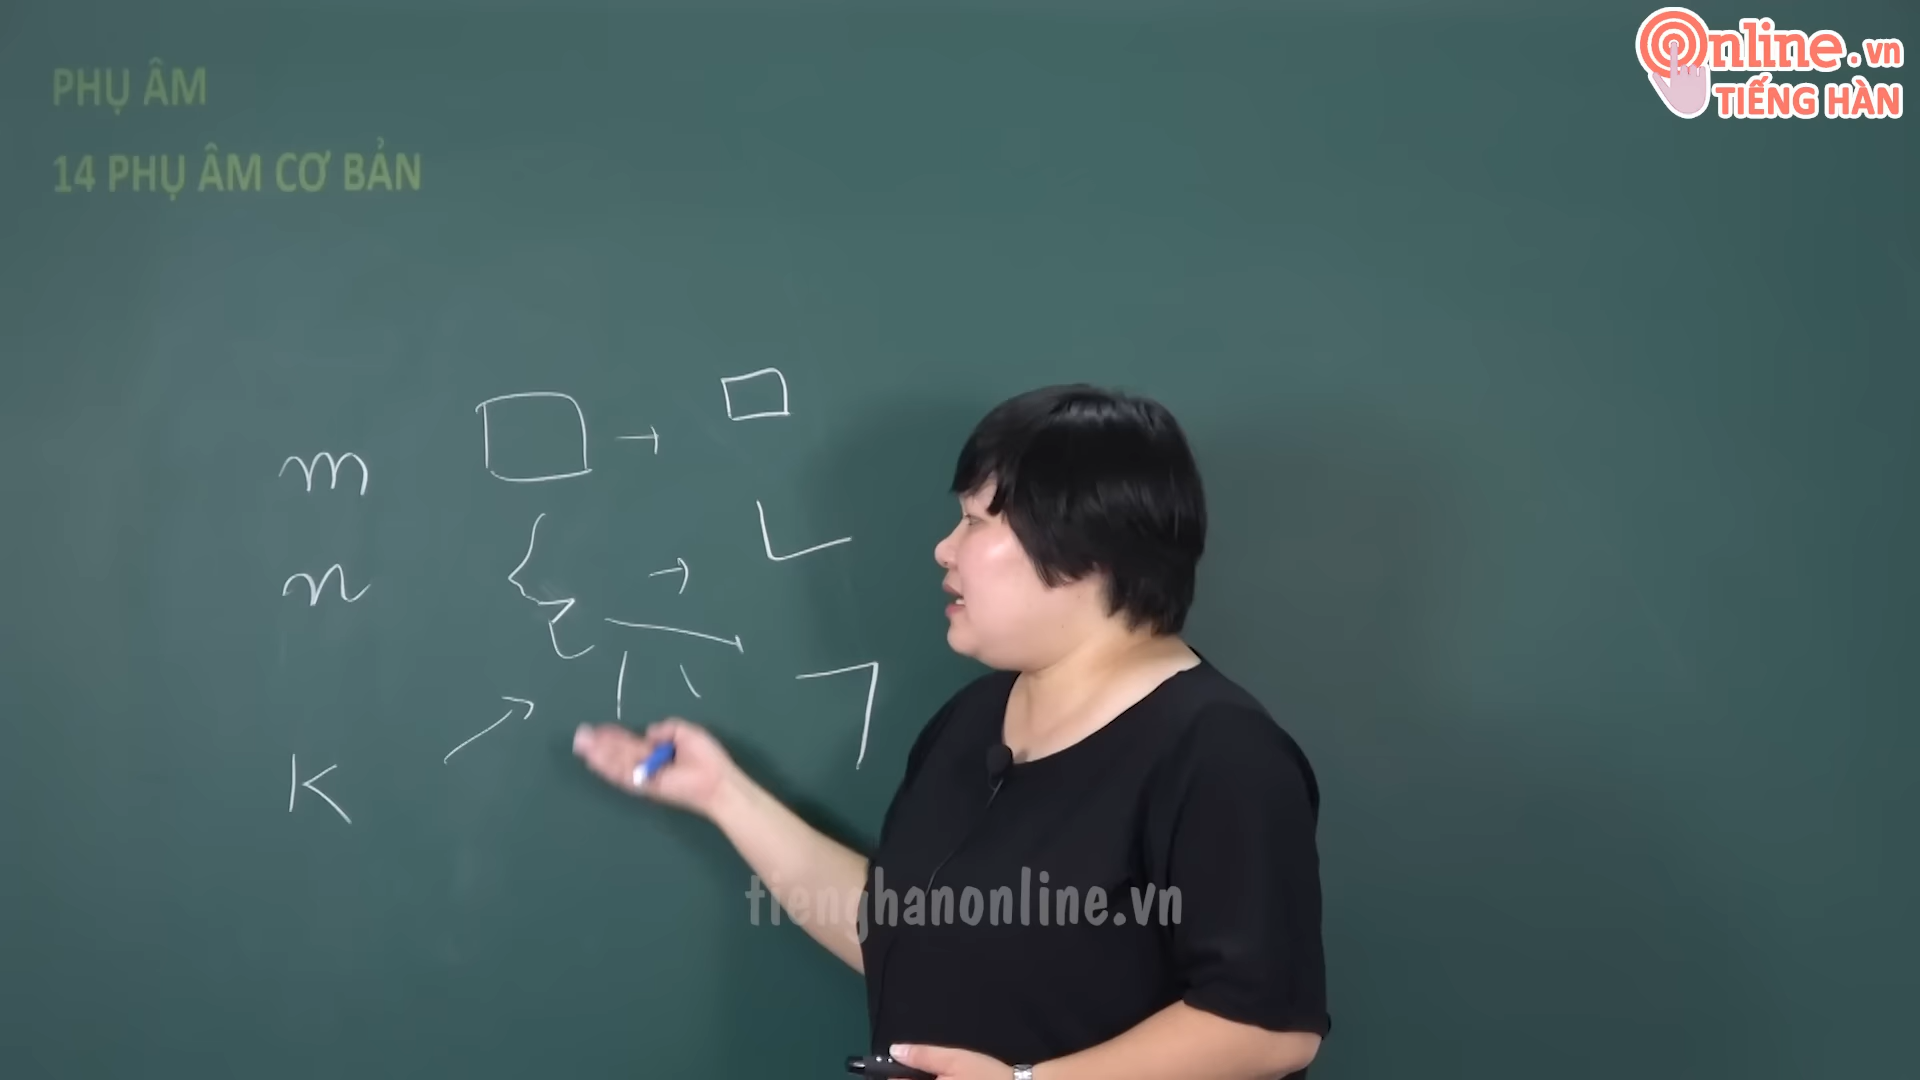 PHỤ ÂM
14 PHỤ ÂM CƠ BẢN
Online.vn
TIẾNG HÀN
m ㅁ → ㅁ
n → ㄴ
K ㄱ
tienghanonline.vn